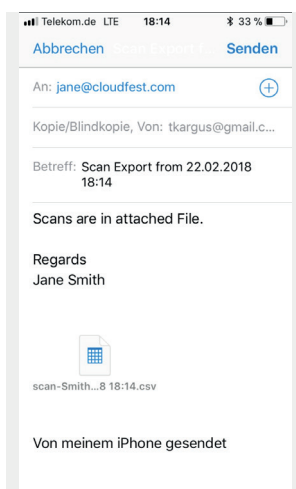 Telekom.de LTE 18:14 33 %
Abbrechen Scan Export f... Senden
An: jane@cloudfest.com
Kopie/Blindkopie, Von: tkargus@gmail.c...
Betreff: Scan Export from 22.02.2018
18:14
Scans are in attached File.
Regards
Jane Smith
scan-Smith...8 18:14.csv
Von meinem iPhone gesendet